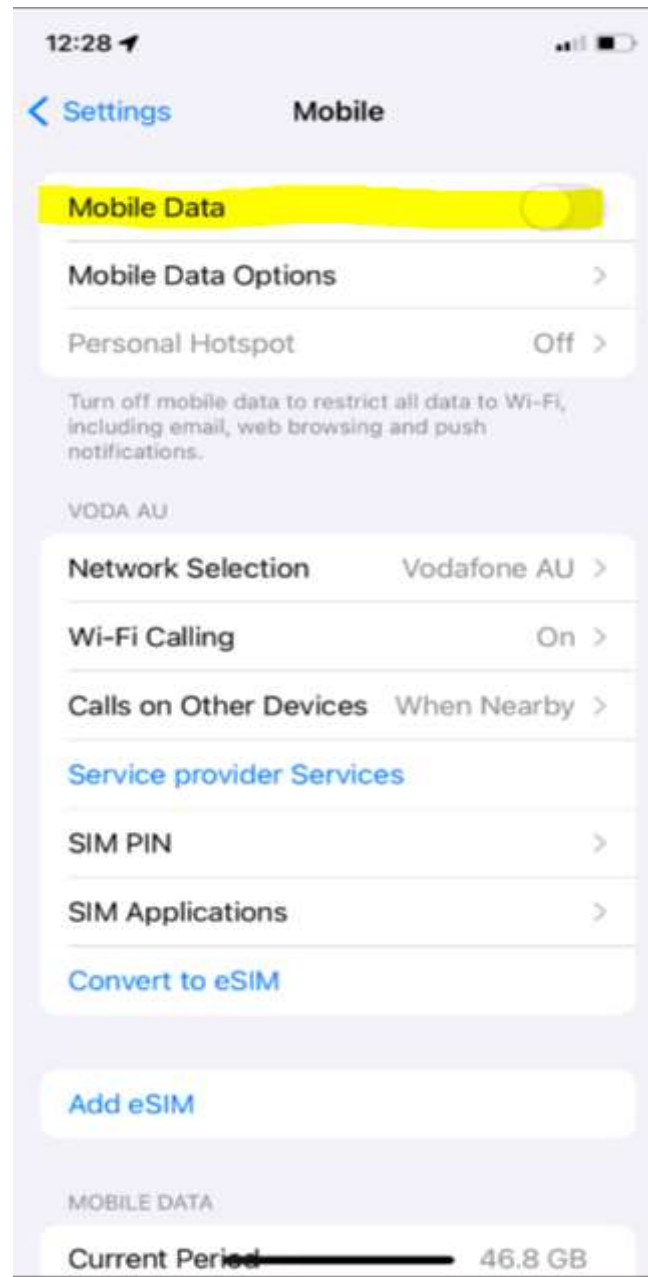 12:28
Settings
Mobile
Mobile Data
Mobile Data Options
Personal Hotspot Off
Turn off mobile data to restrict all data to Wi-Fi,
including email, web browsing and push
notifications.
VODA AU
Network Selection Vodafone AU
Wi-Fi Calling On
Calls on Other Devices When Nearby
Service provider Services
SIM PIN
SIM Applications
Convert to eSIM
Add eSIM
MOBILE DATA
Current Period 46.8 GB